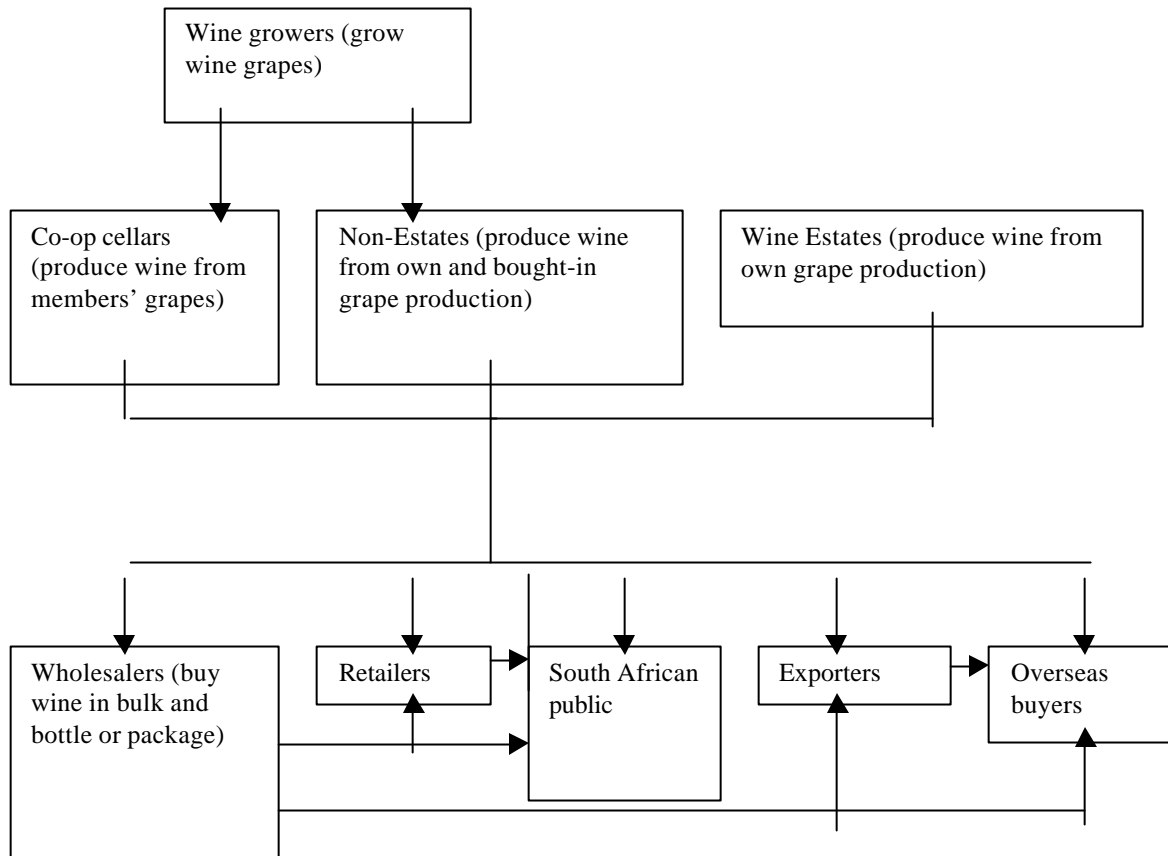 Wine growers (grow
wine grapes)
Co-op cellars
(produce wine from
members’ grapes)
Non-Estates (produce wine
from own and bought-in
grape production)
Wine Estates (produce wine from
own grape production)
Wholesalers (buy
wine in bulk and
bottle or package)
Retailers
South African
public
Exporters
Overseas
buyers